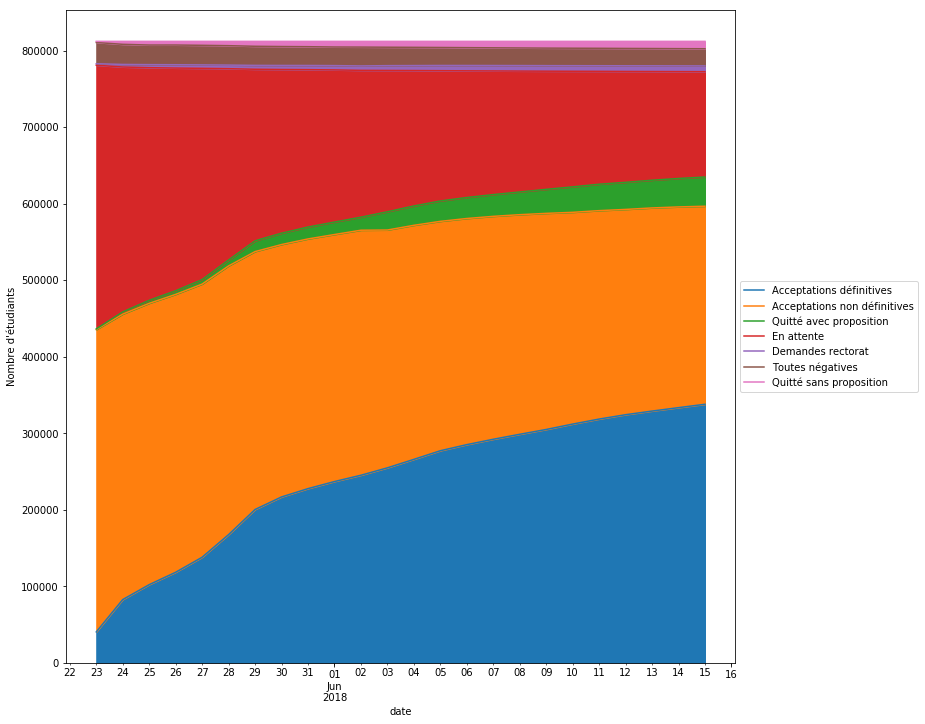 800000
700000
600000
500000
400000
300000
200000
100000
0
Nombre d'étudiants
22 23 24 25 26 27 28 29 30 31 01 02 03 04 05 06 07 08 09 10 11 12 13 14 15 16
Jun
2018
date
Acceptations définitives
Acceptations non définitives
Quitté avec proposition
En attente
Demandes rectorat
Toutes négatives
Quitté sans proposition